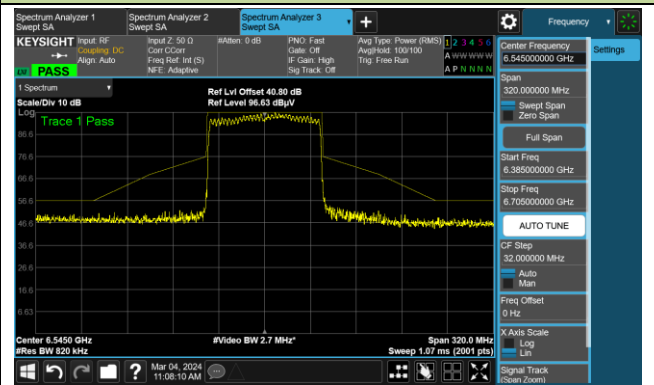 Spectrum Analyzer 1
Swept SA
Spectrum Analyzer 2
Swept SA
Spectrum Analyzer 3
Swept SA
+
Frequency
KEYSIGHT
Input: RF
Coupling: DC
Align: Auto
Input Z: 50 Ω
Corr CCorr
Freq Ref: Int (S)
NFE: Adaptive
#Atten: 0 dB
PNO: Fast
Gate: Off
IF Gain: High
Sig Track: Off
Avg Type: Power (RMS)
Avg|Hold: 100/100
Trig: Free Run
1 2 3 4 5 6
A W W W W W
A P N N N N
LXI
PASS
1 Spectrum
Scale/Div 10 dB
Ref Lvl Offset 40.80 dB
Ref Level 96.63 dBµV
Log
Trace 1 Pass
86.6
76.6
66.6
56.6
46.6
36.6
26.6
16.6
6.63
Center 6.5450 GHz
#Res BW 820 kHz
#Video BW 2.7 MHz*
Span 320.0 MHz
Sweep 1.07 ms (2001 pts)
Mar 04, 2024
11:08:10 AM
Center Frequency
6.545000000 GHz
Settings
Span
320.000000 MHz
Swept Span
Zero Span
Full Span
Start Freq
6.385000000 GHz
Stop Freq
6.705000000 GHz
AUTO TUNE
CF Step
32.000000 MHz
Auto
Man
Freq Offset
0 Hz
X Axis Scale
Log
Lin
Signal Track
(Span Zoom)